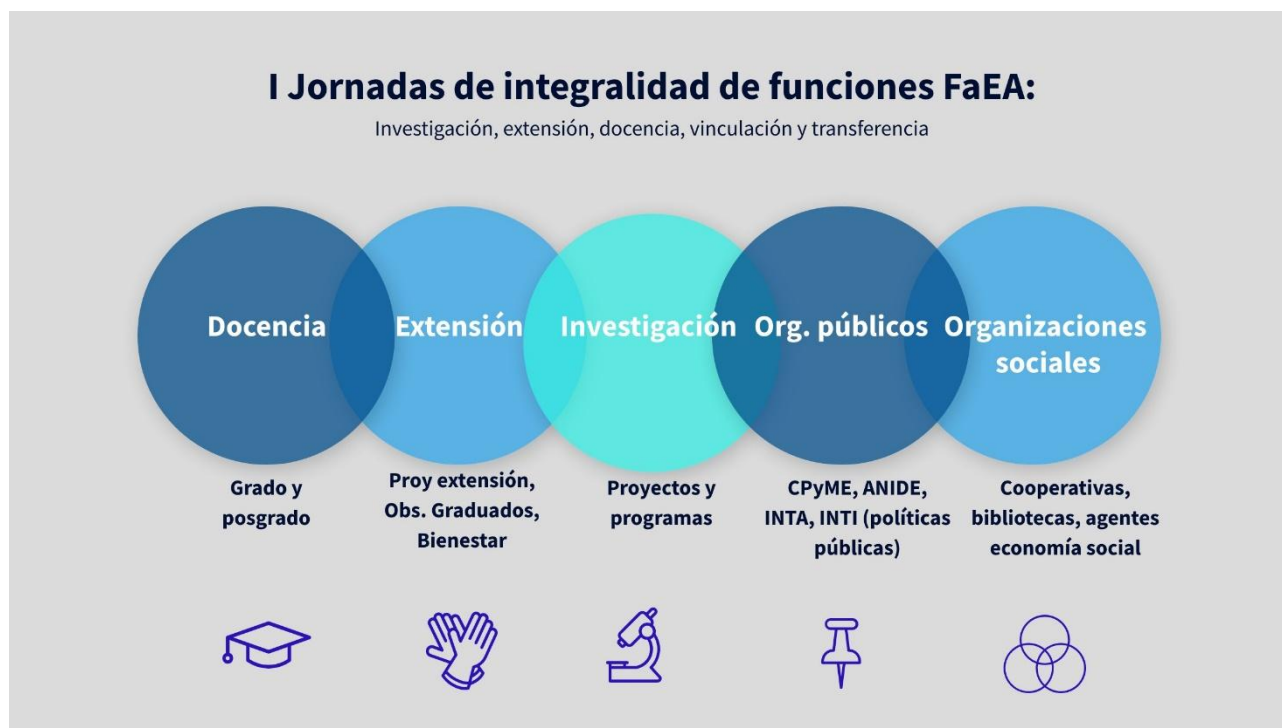 I Jornadas de integralidad de funciones FaEA:
Investigación, extensión, docencia, vinculación y transferencia
Docencia
Extensión
Investigación
Org. públicos
Organizaciones
sociales
Grado y
posgrado
Proy extensión,
Obs. Graduados,
Bienestar
Proyectos y
programas
CPyME, ANIDE,
INTA, INTI (políticas
públicas)
Cooperativas,
bibliotecas, agentes
economía social